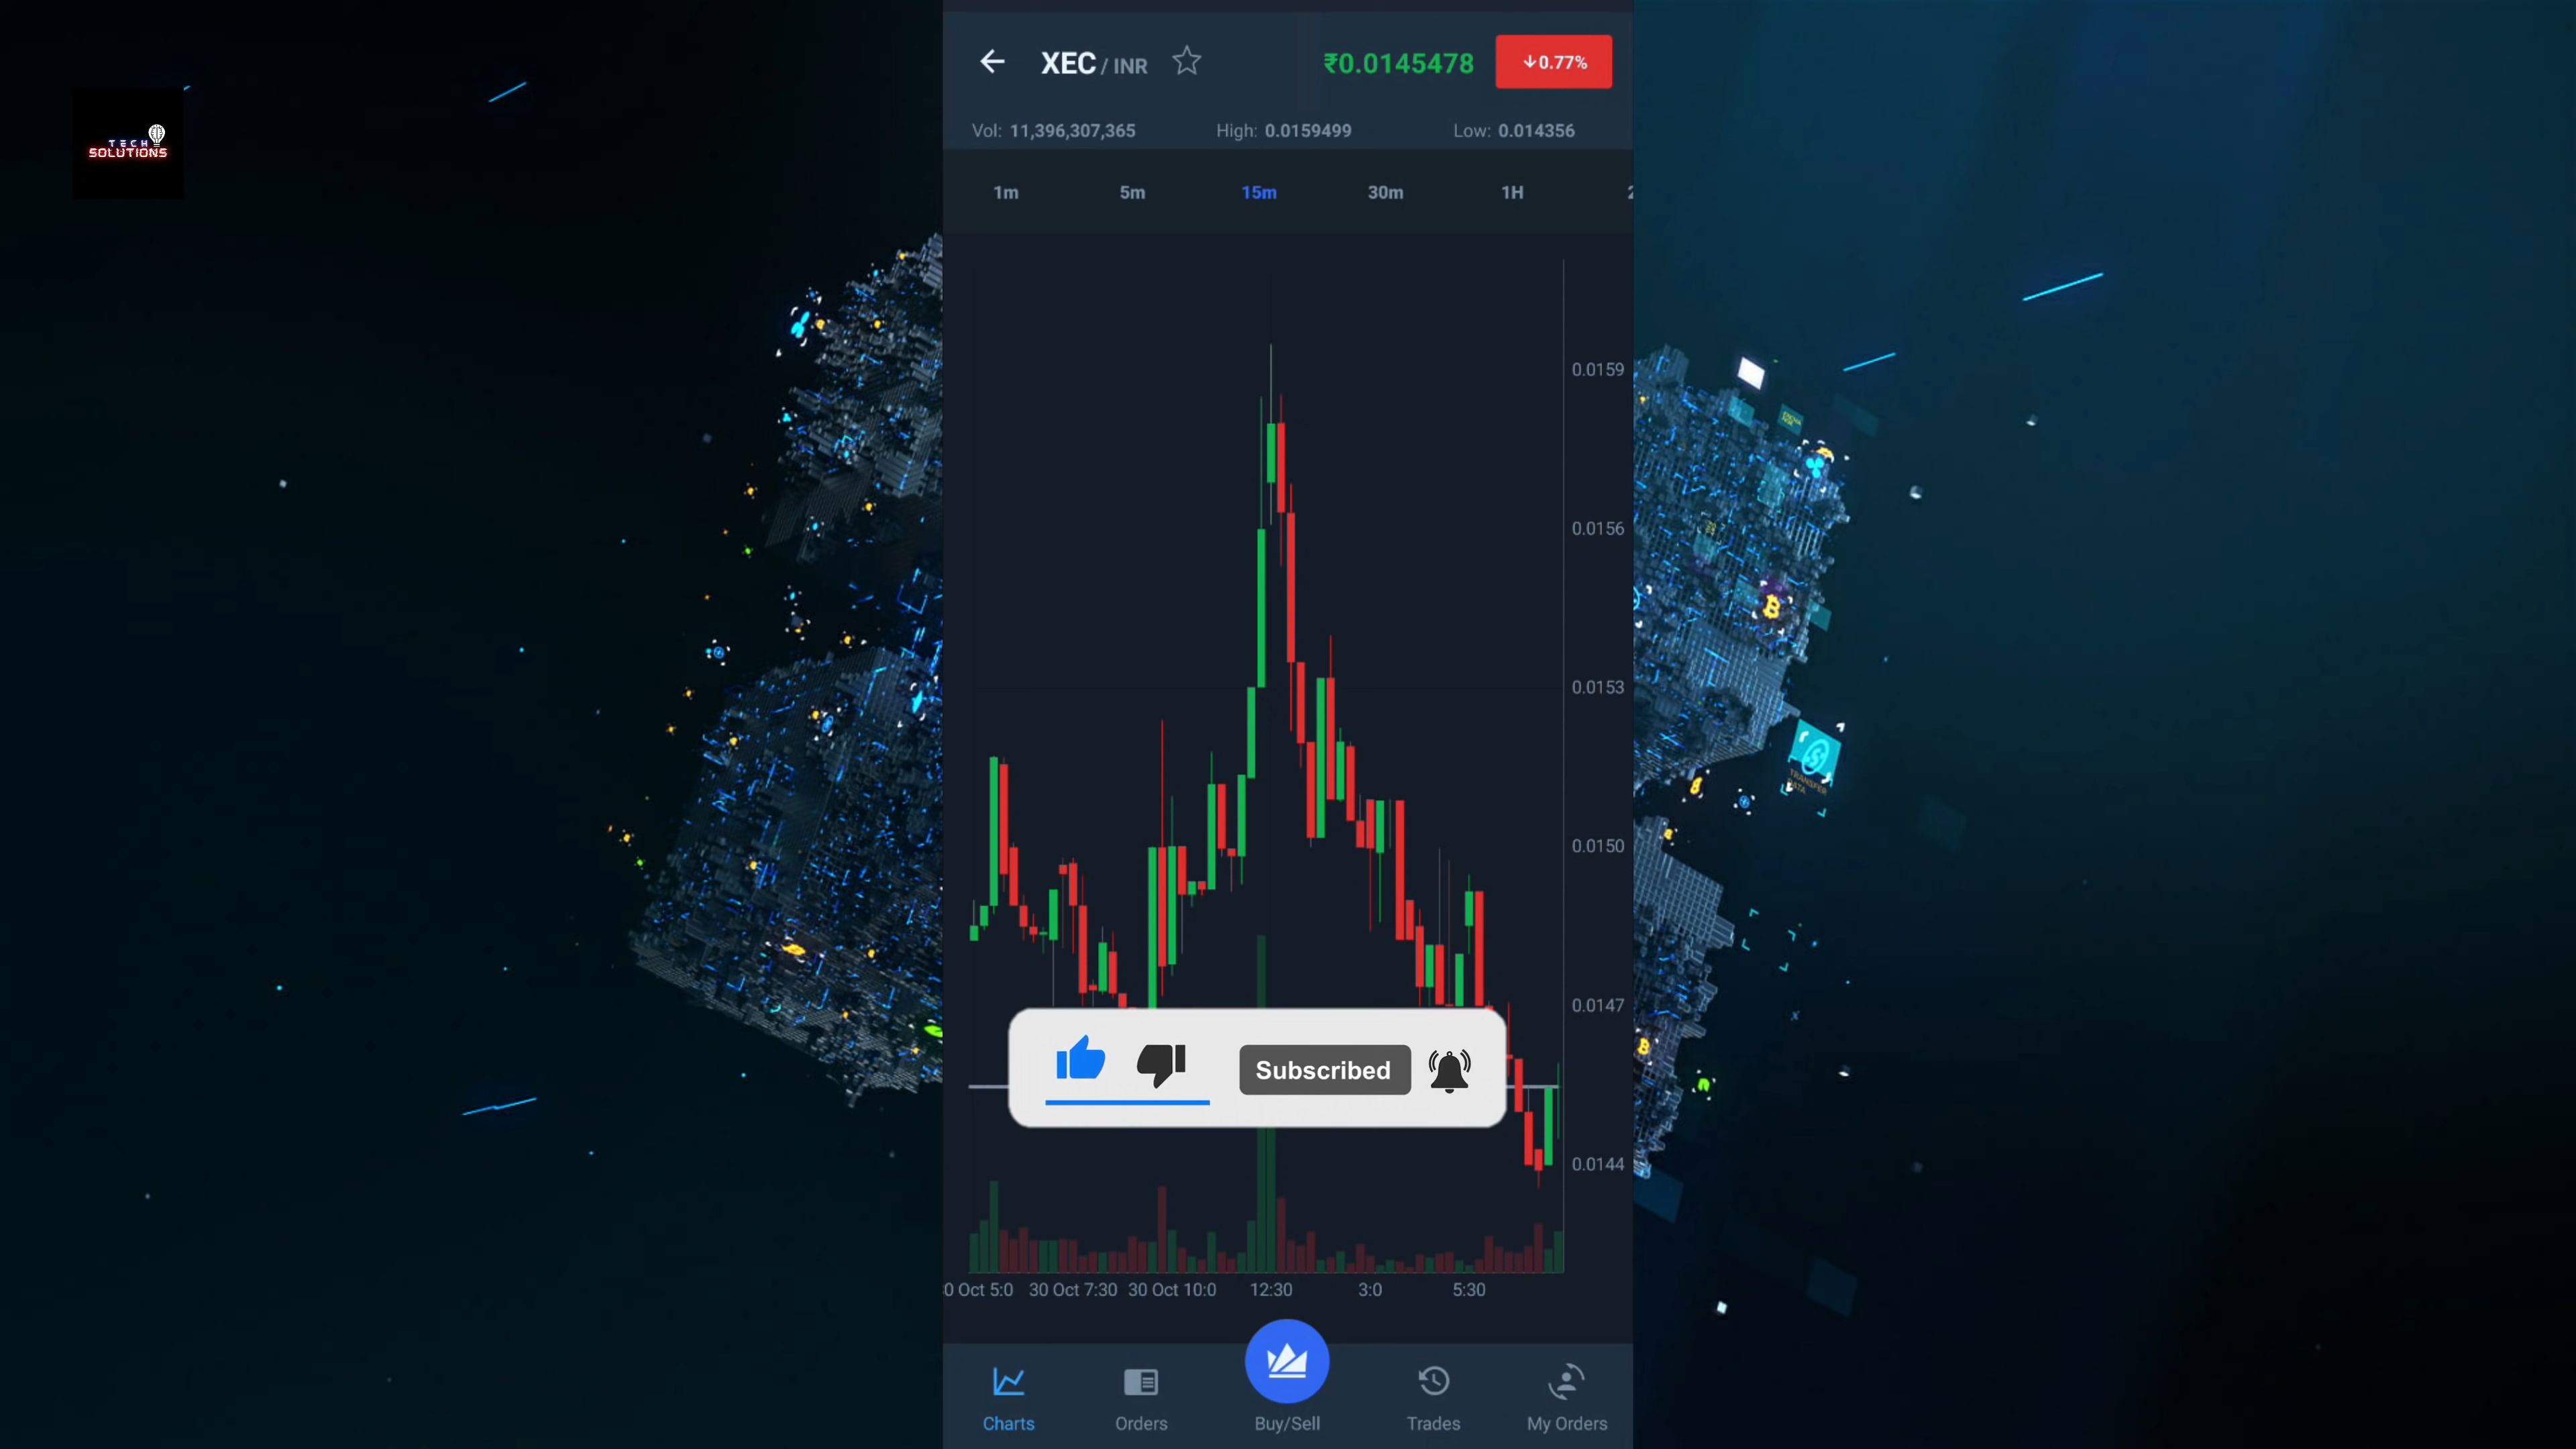 TECH
SOLUTIONS
XEC / INR
₹0.0145478
↓0.77%
Vol: 11,396,307,365
High: 0.0159499
Low: 0.014356
1m 5m 15m 30m 1H
0.0159
0.0156
0.0153
0.0150
0.0147
0.0144
Subscribed
0 Oct 5:0 30 Oct 7:30 30 Oct 10:0 12:30 3:0 5:30
Charts Orders Buy/Sell Trades My Orders
TRANSFER
DATA